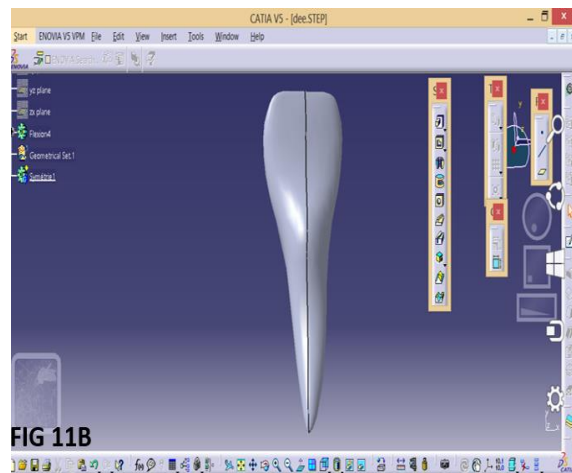 CATIA V5 - [dee.STEP]
Start ENOVIA V5 VPM File Edit View Insert Tools Window Help
yz plane
zx plane
Flexion4
Geometrical Set.1
Symétrie1
FIG 11B